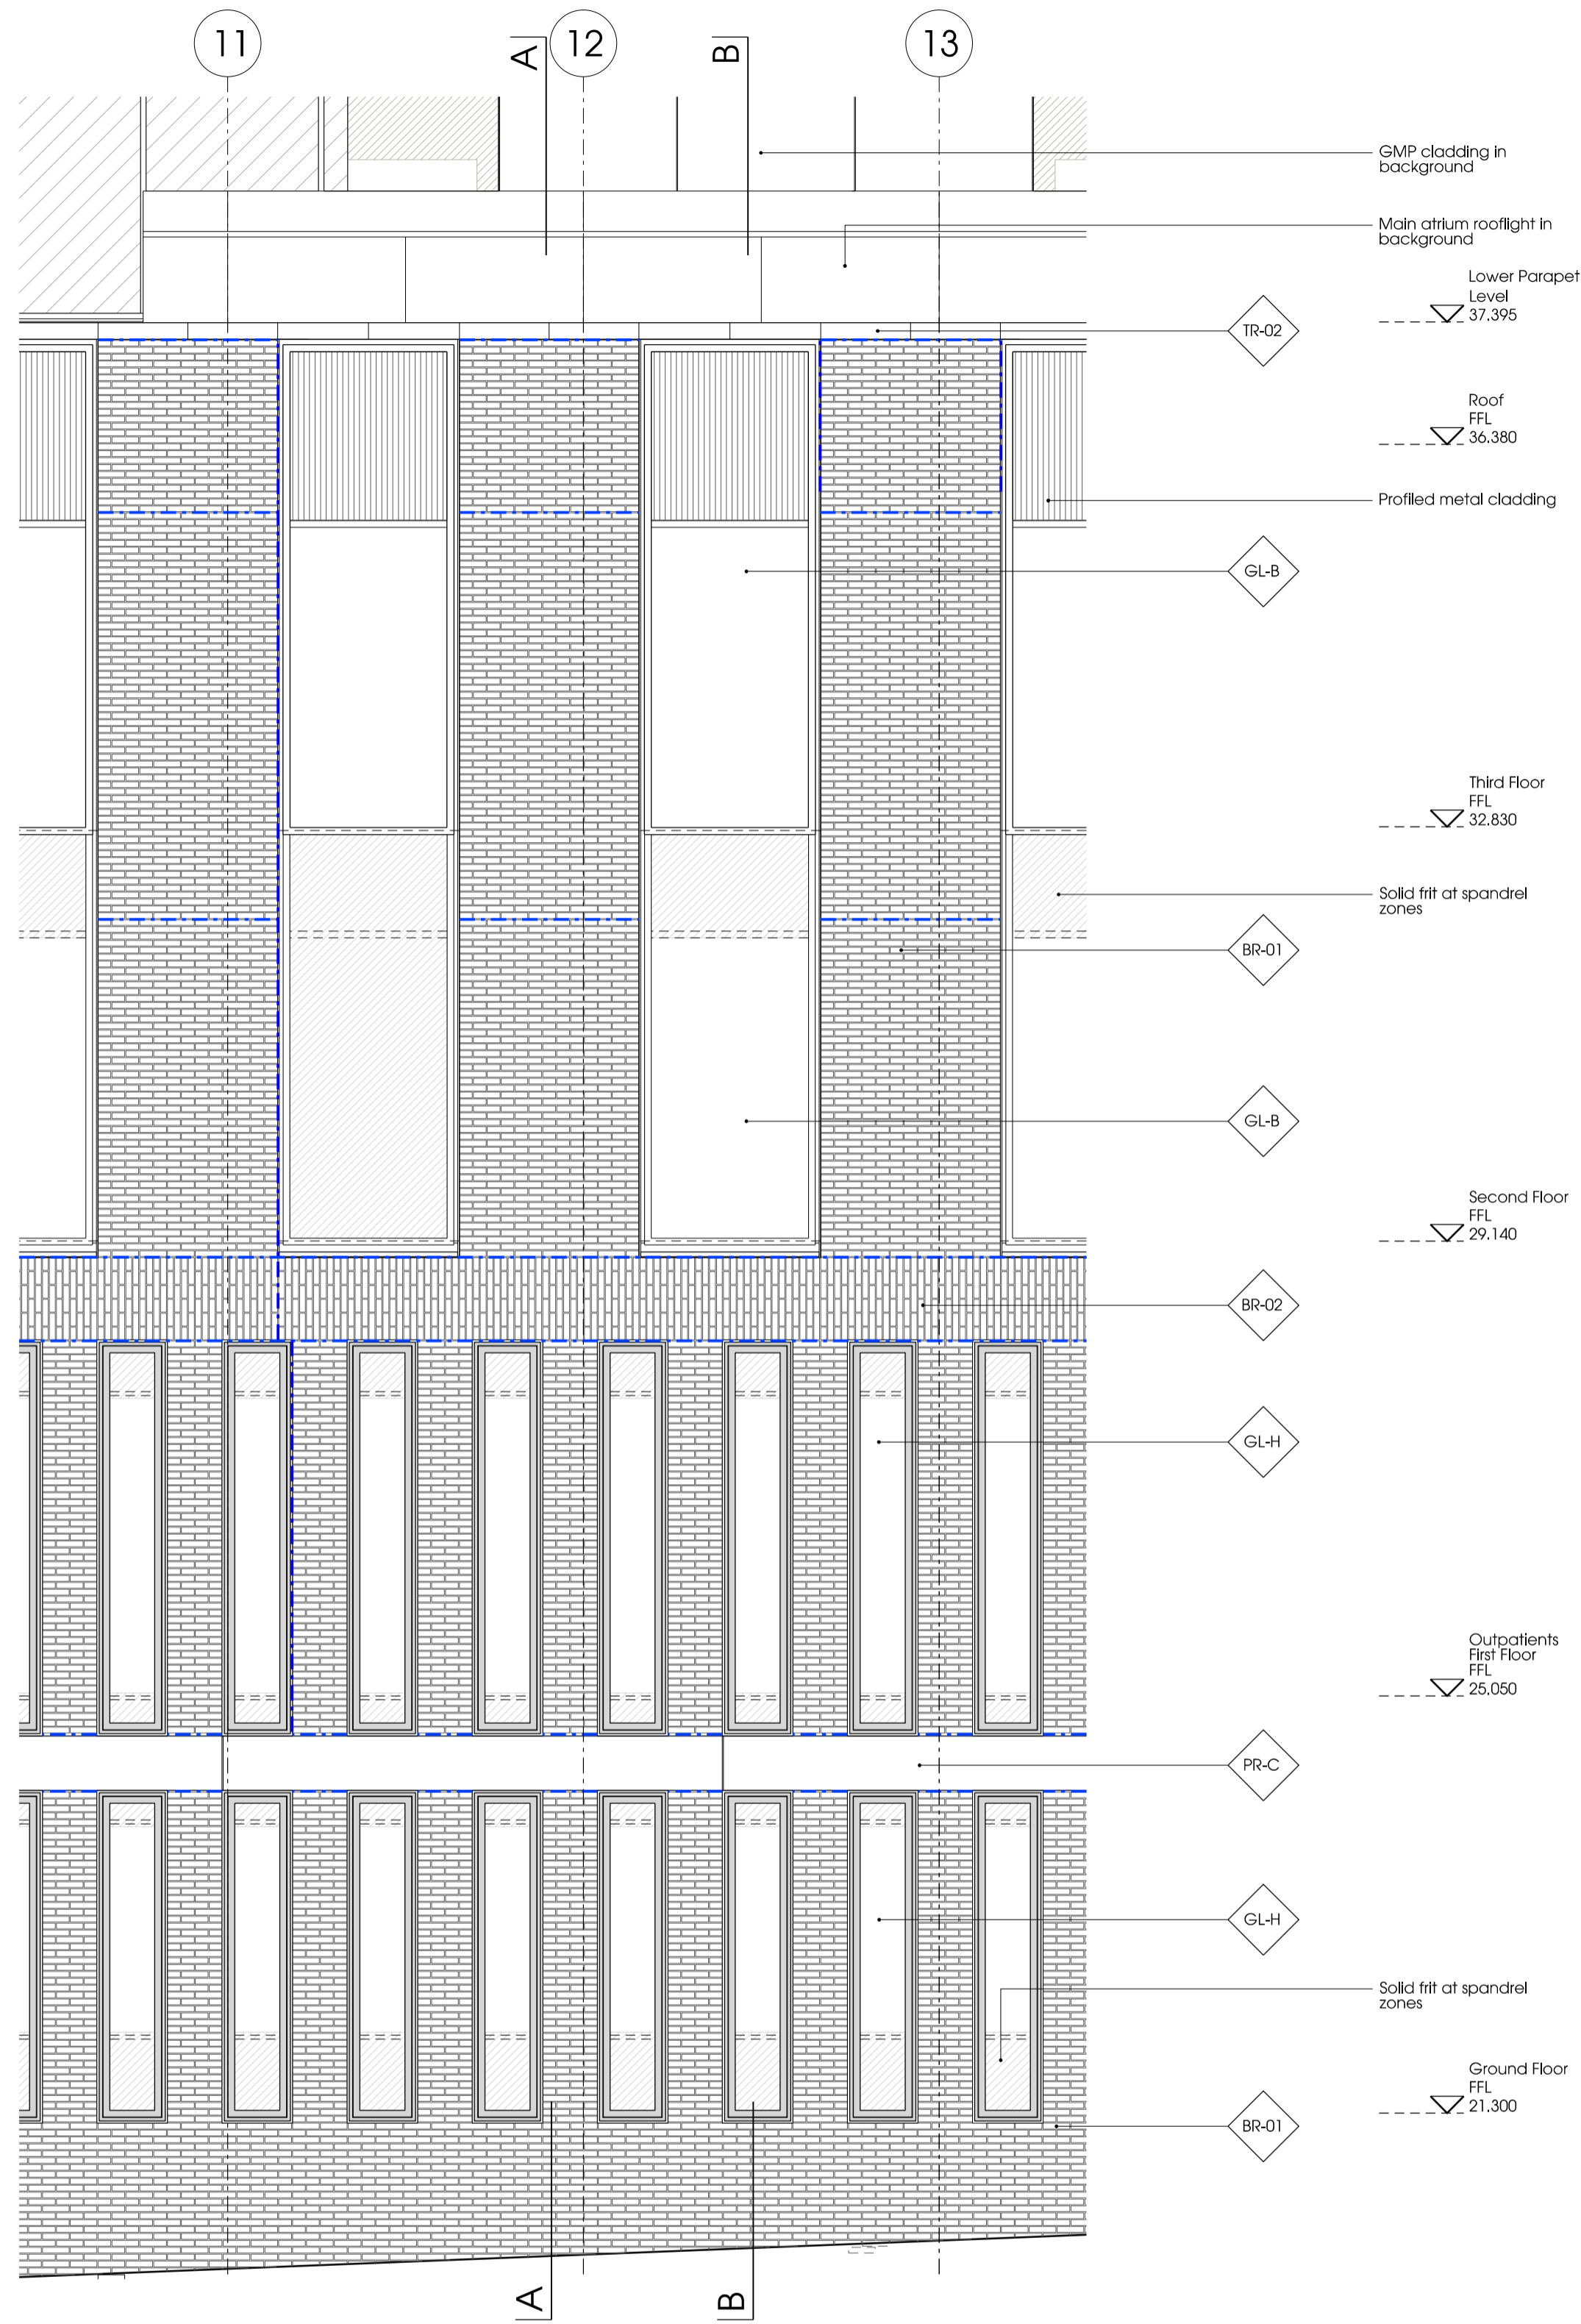 11
12
13
A
B
GMP cladding in
background
Main atrium rooflight in
background
Lower Parapet
Level
37.395
TR-02
Roof
FFL
36.380
Profiled metal cladding
GL-B
Third Floor
FFL
32.830
Solid frit at spandrel
zones
BR-01
GL-B
Second Floor
FFL
29.140
BR-02
GL-H
Outpatients
First Floor
FFL
25.050
PR-C
GL-H
Solid frit at spandrel
zones
Ground Floor
FFL
21.300
BR-01
A
B